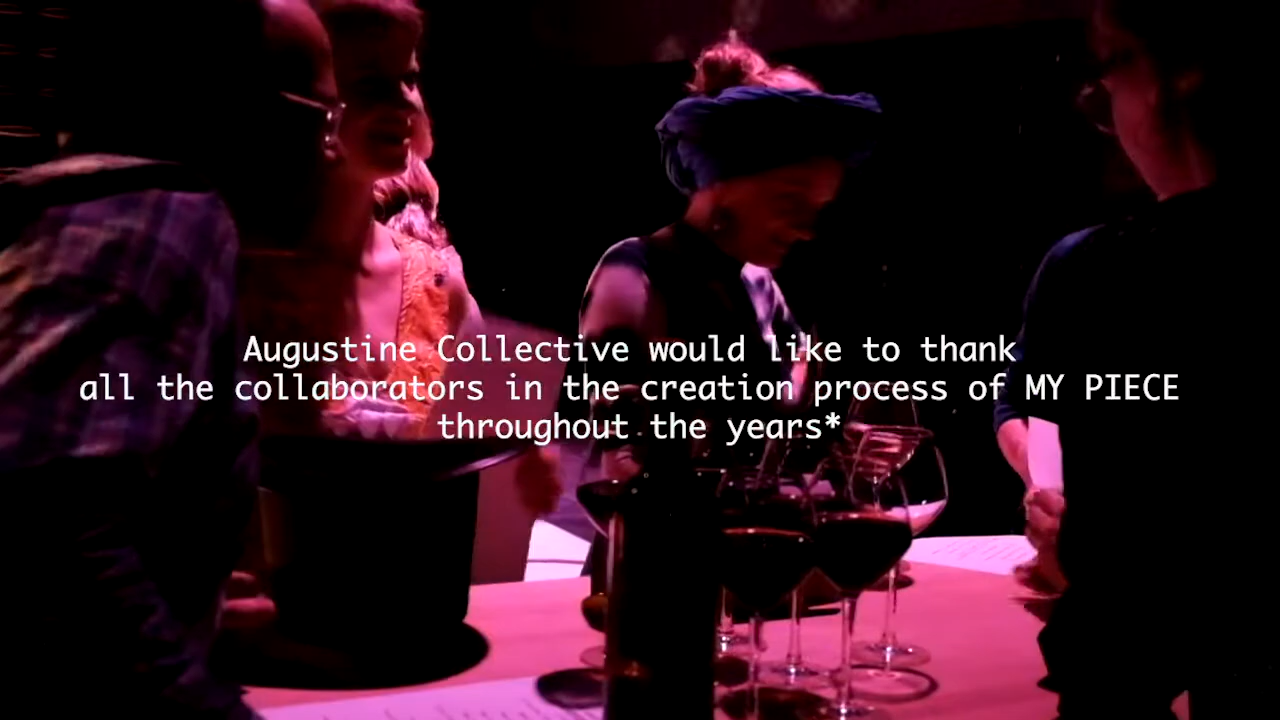 Augustine Collective would like to thank
all the collaborators in the creation process of MY PIECE
throughout the years*